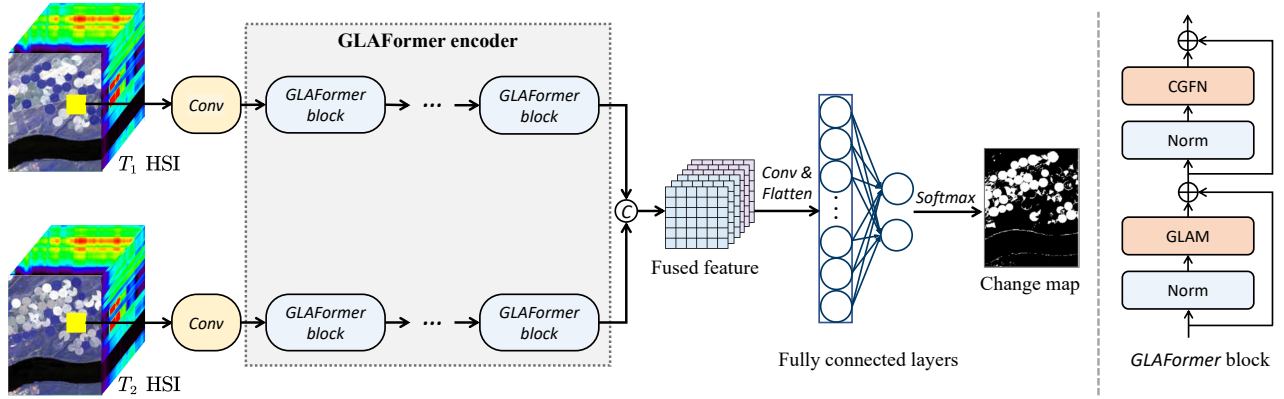 GLAFormer encoder
T₁ HSI
Conv
GLAFormer
block
...
GLAFormer
block
T₂ HSI
Conv
GLAFormer
block
...
GLAFormer
block
C
Fused feature
Conv &
Flatten
Softmax
Fully connected layers
Change map
CGFN
Norm
GLAM
Norm
GLAFormer block